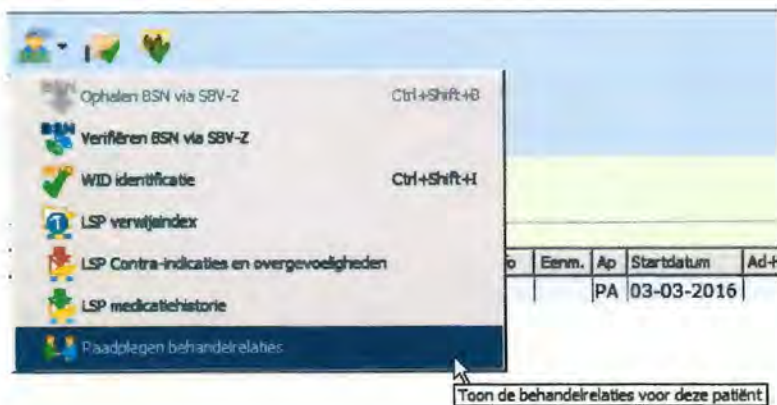 Ophalen BSN via SBV-Z Ctrl+Shift+B
Verifiëren BSN via SBV-Z
WID identificatie Ctrl+Shift+I
LSP verwijsindex
LSP Contra-indicaties en overgevoeligheden
Eenm. Ap Startdatum
LSP medicatiehistorie
PA 03-03-2016
Raadplegen behandelrelaties
Toon de behandelrelaties voor deze patiënt